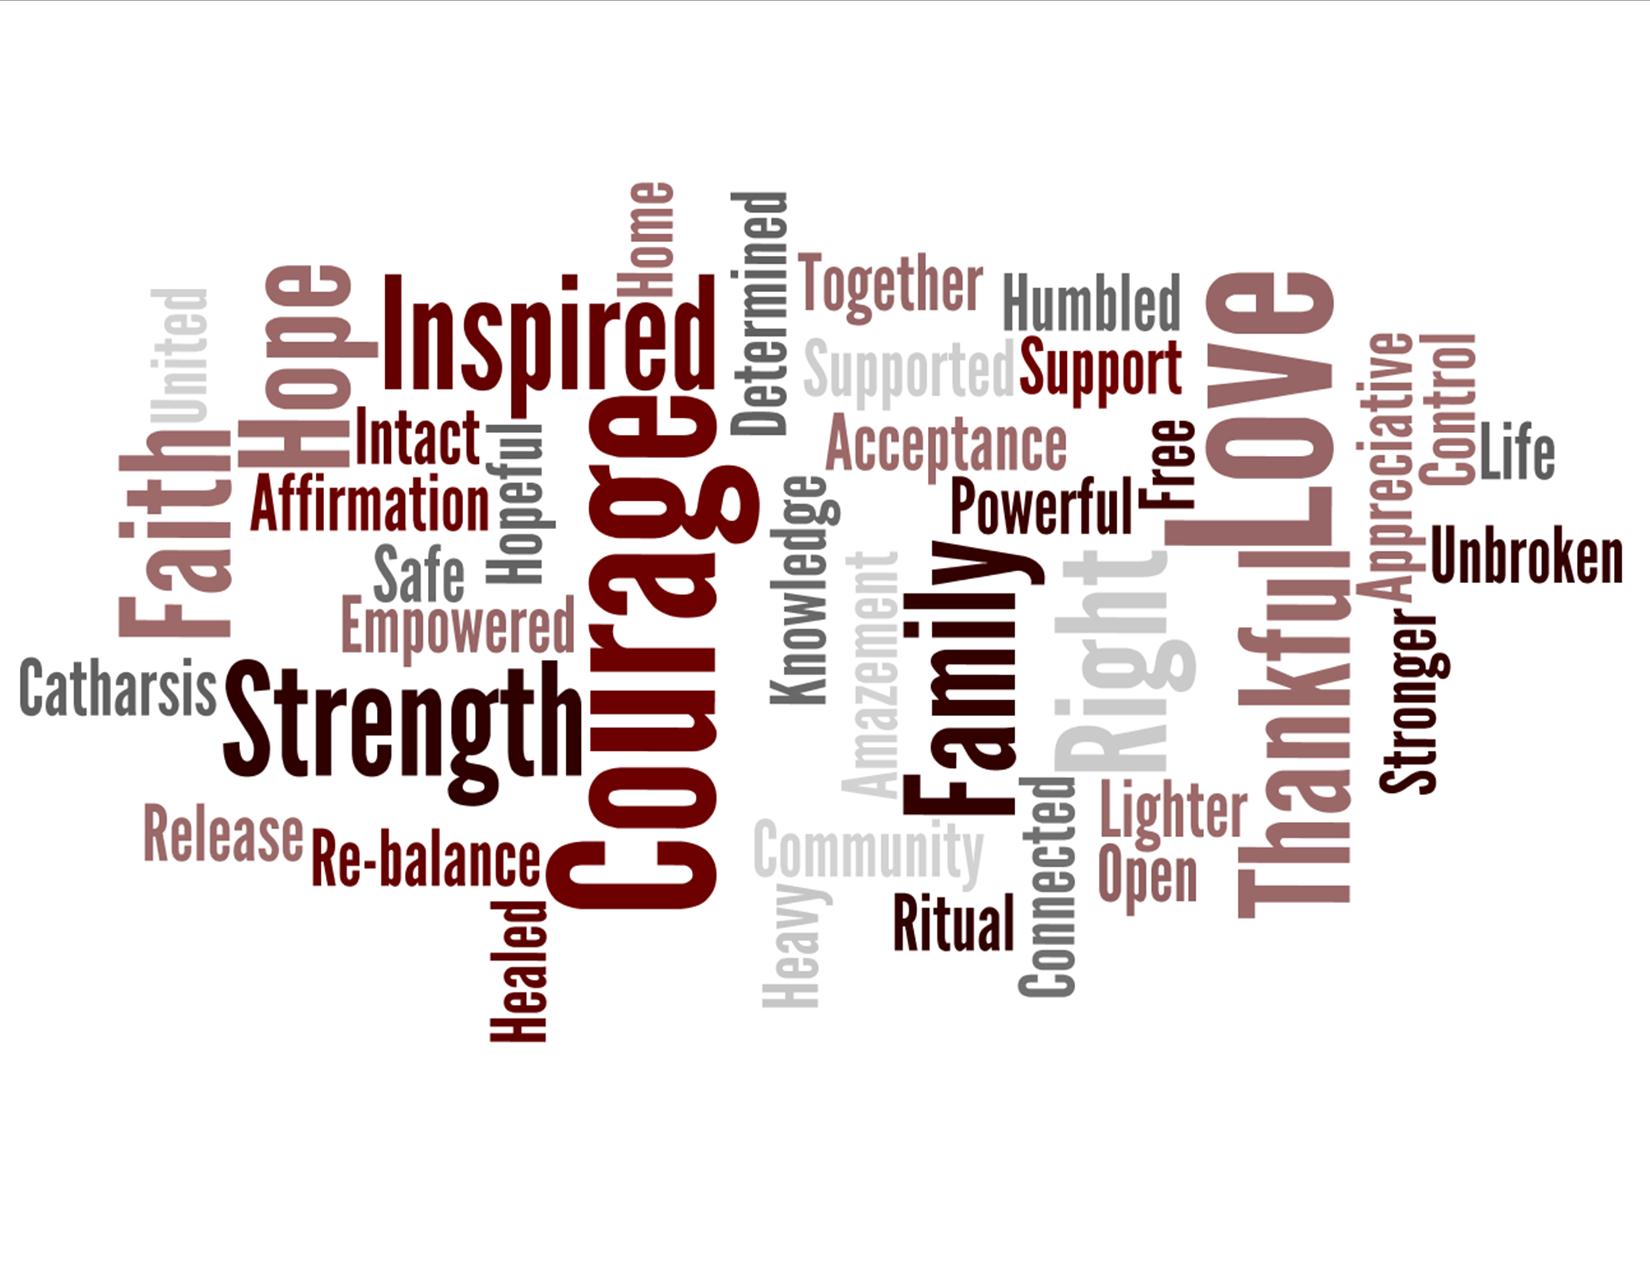 United
Hope
Faith
Inspired
Home
Intact
Hopeful
Affirmation
Safe
Empowered
Catharsis
Strength
Courage
Release
Re-balance
Healed
Determined
Together
Humbled
Supported
Support
Acceptance
Free
Love
Knowledge
Powerful
Amazement
Family
Right
Thankful
Appreciative
Control
Life
Unbroken
Stronger
Community
Heavy
Ritual
Connected
Lighter
Open